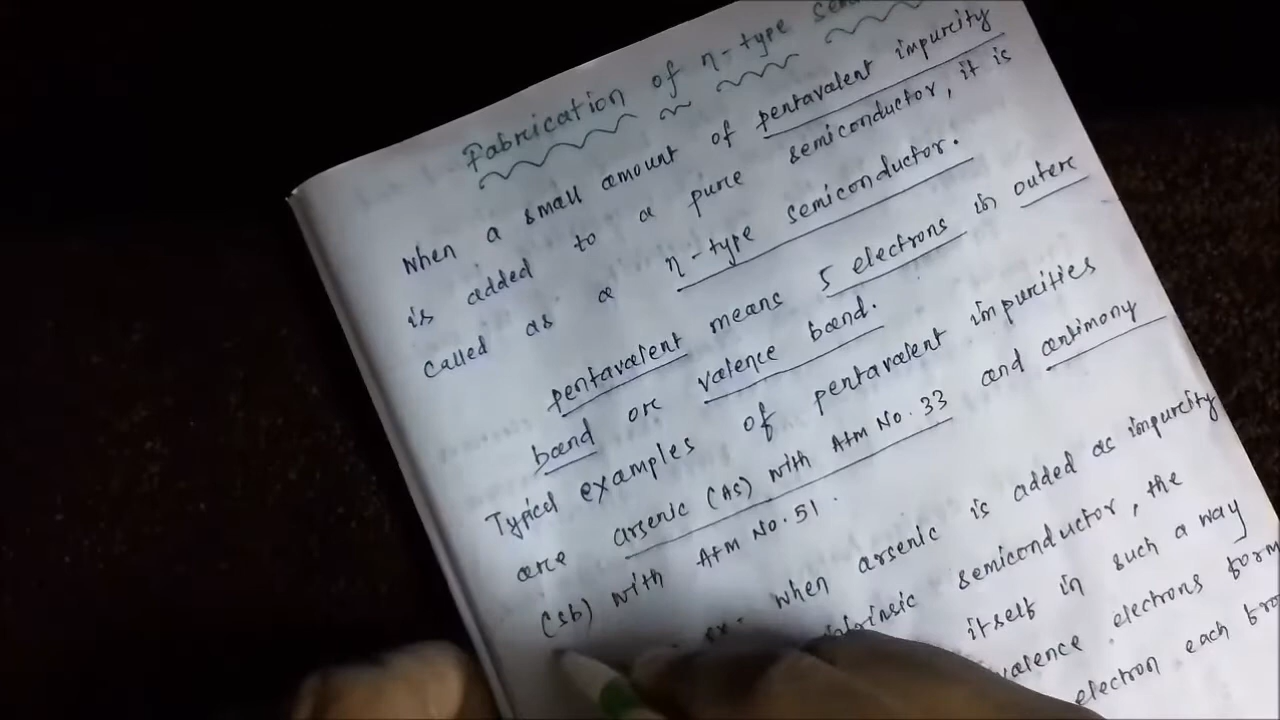 Fabrication of n-type
When a small amount of pentavalent impurity
is added to a pure semiconductor, it is
called as a n-type semiconductor.
pentavalent means 5 electrons in outer
band or valence band.
Typical examples of pentavalent impurities
are arsenic (AS) with Atm No. 33 and antimony
(Sb) with Atm No. 51.
when arsenic is added as impurity
intrinsic semiconductor, the
itself in such a way
valence electrons form
electron each